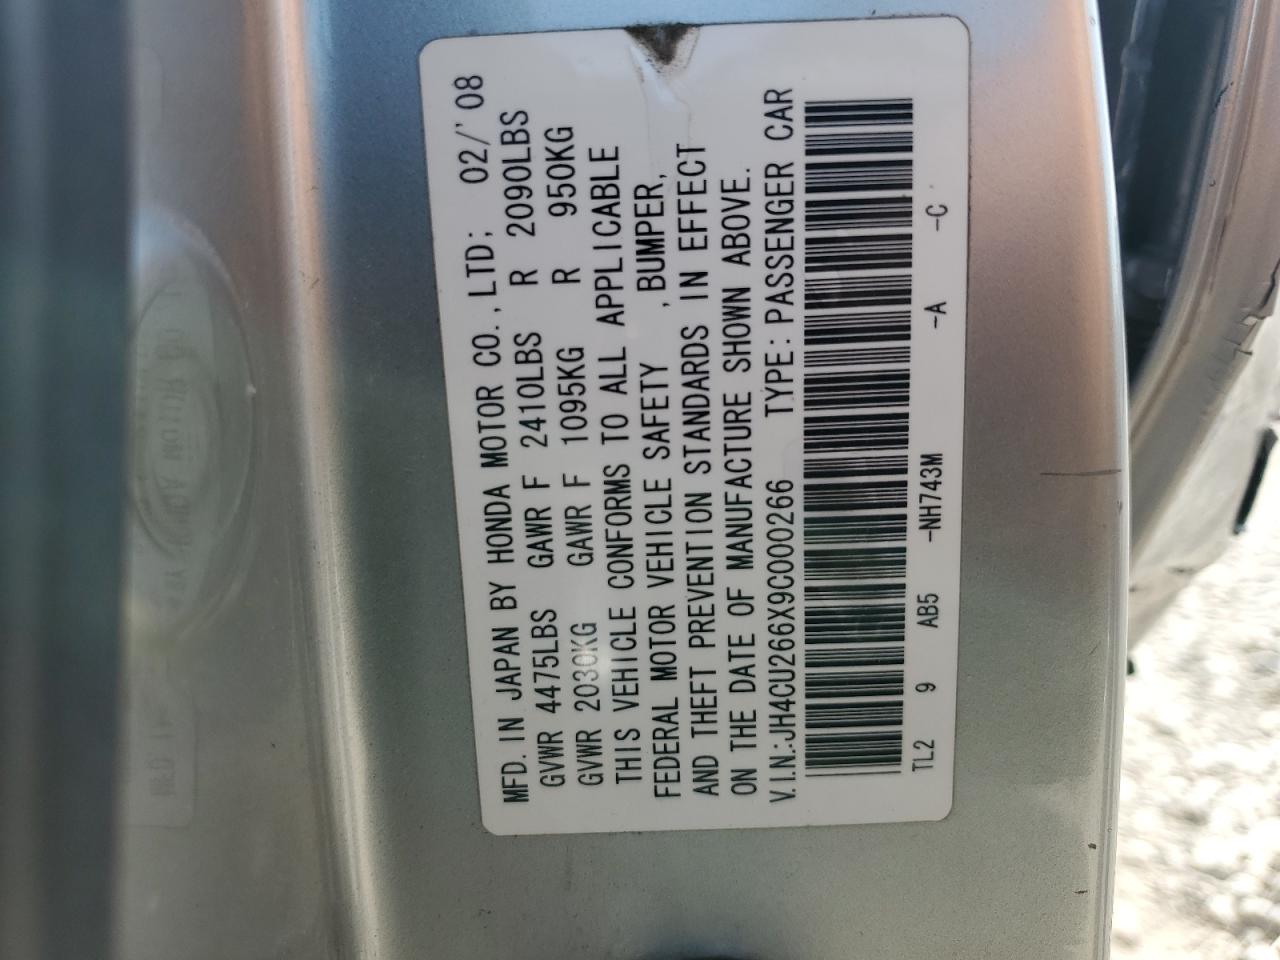 MFD. IN JAPAN BY HONDA MOTOR CO., LTD; 02/'08
GVWR 4475LBS GAWR F 2410LBS R 2090LBS
GVWR 2030KG GAWR F 1095KG R 950KG
THIS VEHICLE CONFORMS TO ALL APPLICABLE
FEDERAL MOTOR VEHICLE SAFETY , BUMPER,
AND THEFT PREVENTION STANDARDS IN EFFECT
ON THE DATE OF MANUFACTURE SHOWN ABOVE.
V.I.N.:JH4CU266X9C000266 TYPE:PASSENGER CAR
TL2 9 AB5 -NH743M -A -C